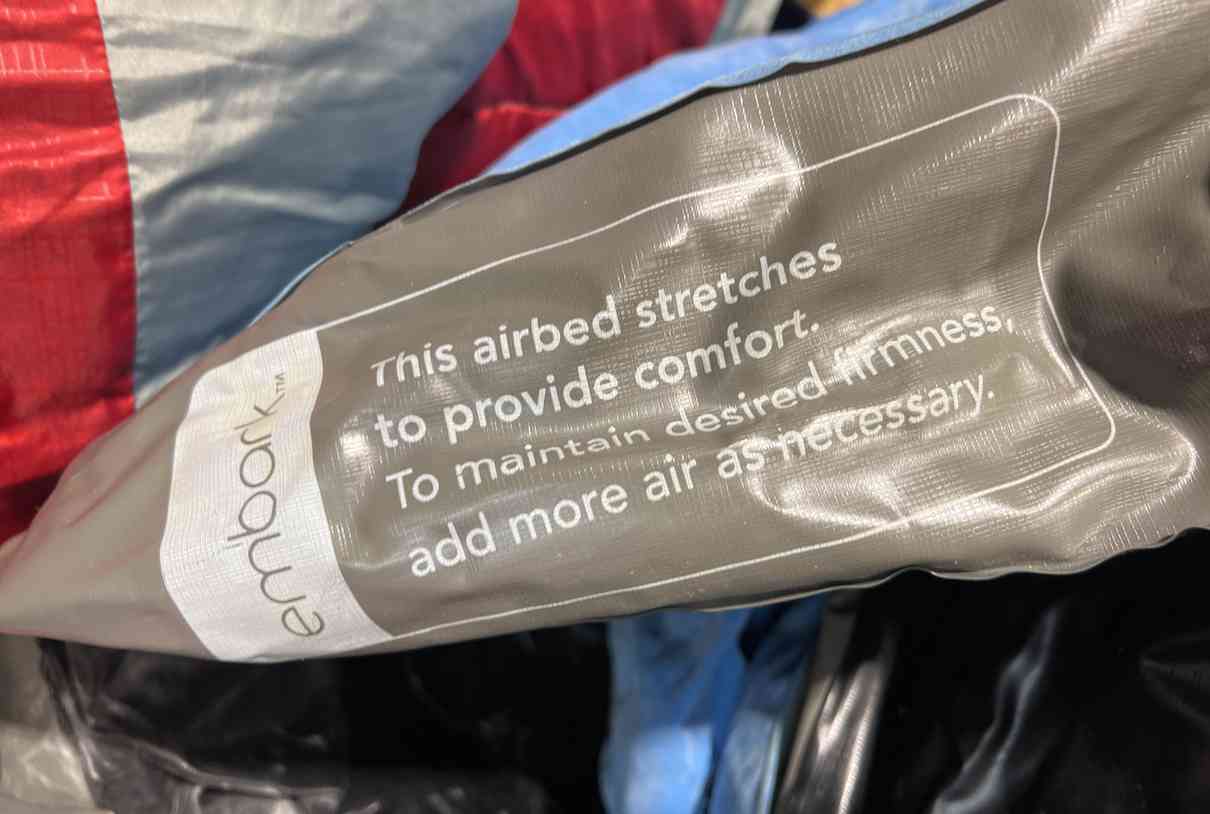 embark™
This airbed stretches
to provide comfort.
To maintain desired firmness,
add more air as necessary.